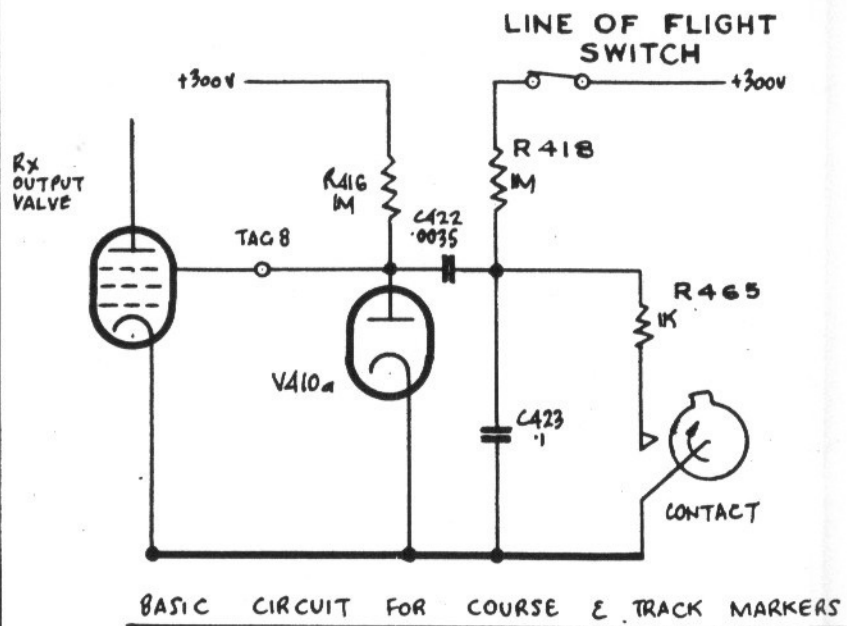 LINE OF FLIGHT
SWITCH
+300V
+300V
RX
OUTPUT
VALVE
R416
1M
R418
1M
C422
.0035
TAG 8
R465
1K
V410a
C423
.1
CONTACT
BASIC CIRCUIT FOR COURSE & TRACK MARKERS